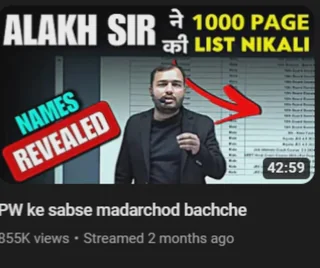 ALAKH SIR ने 1000 PAGE
की LIST NIKALI
NAMES
REVEALED
42:59
PW ke sabse madarchod bachche
855K views • Streamed 2 months ago